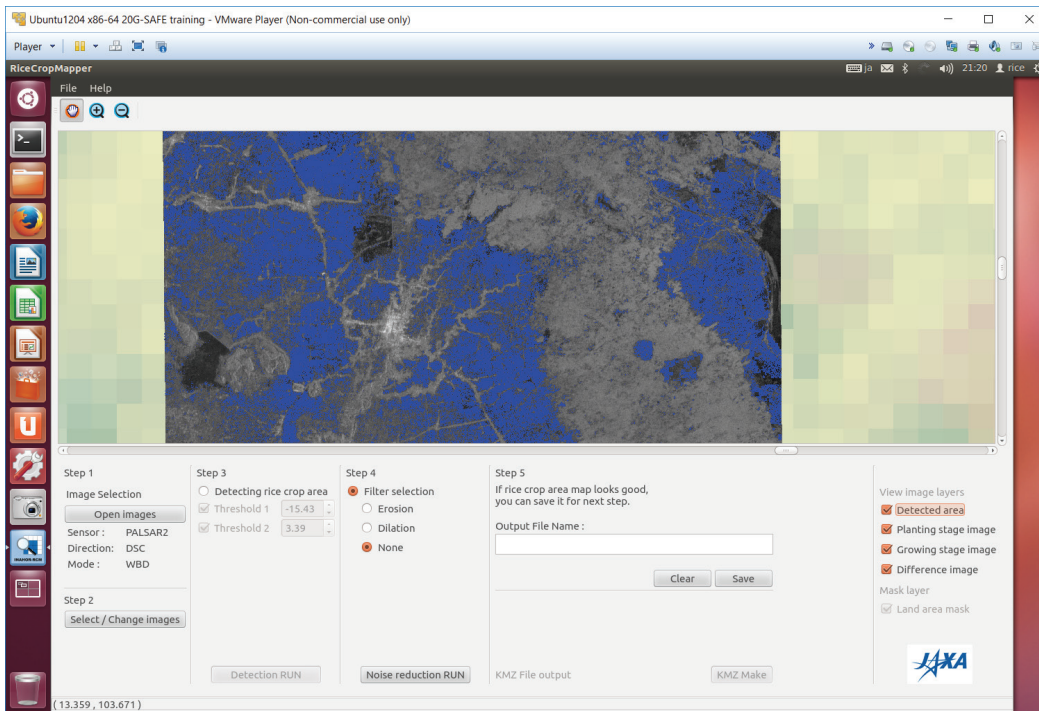 Ubuntu1204 x86-64 20G-SAFE training - VMware Player (Non-commercial use only)
Player
RiceCropMapper
ja
21:20
rice
File Help
Step 1
Image Selection
Open images
Sensor : PALSAR2
Direction: DSC
Mode : WBD
Step 2
Select / Change images
Step 3
Detecting rice crop area
Threshold 1 -15.43
Threshold 2 3.39
Detection RUN
Step 4
Filter selection
Erosion
Dilation
None
Noise reduction RUN
Step 5
If rice crop area map looks good,
you can save it for next step.
Output File Name :
Clear Save
KMZ File output KMZ Make
View image layers
Detected area
Planting stage image
Growing stage image
Difference image
Mask layer
Land area mask
JAXA
( 13.359 , 103.671 )